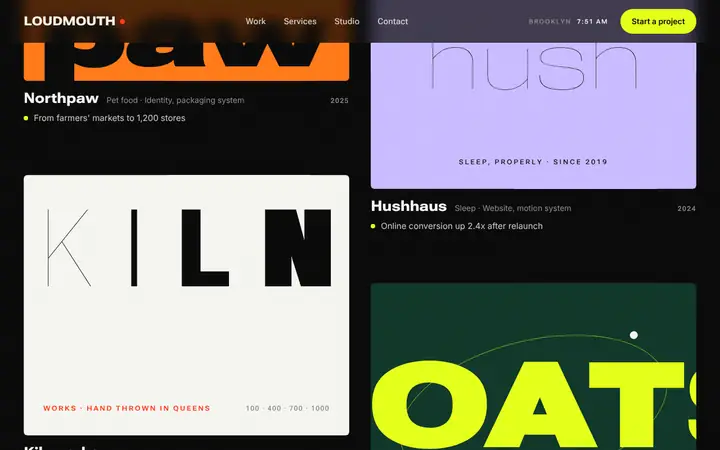 LOUDMOUTH
Work Services Studio Contact
BROOKLYN 7:51 AM
Start a project
paw
Northpaw Pet food · Identity, packaging system 2025
From farmers' markets to 1,200 stores
hush
SLEEP, PROPERLY · SINCE 2019
Hushhaus Sleep · Website, motion system 2024
Online conversion up 2.4x after relaunch
KILN
WORKS · HAND THROWN IN QUEENS 100 · 400 · 700 · 1000
OATS